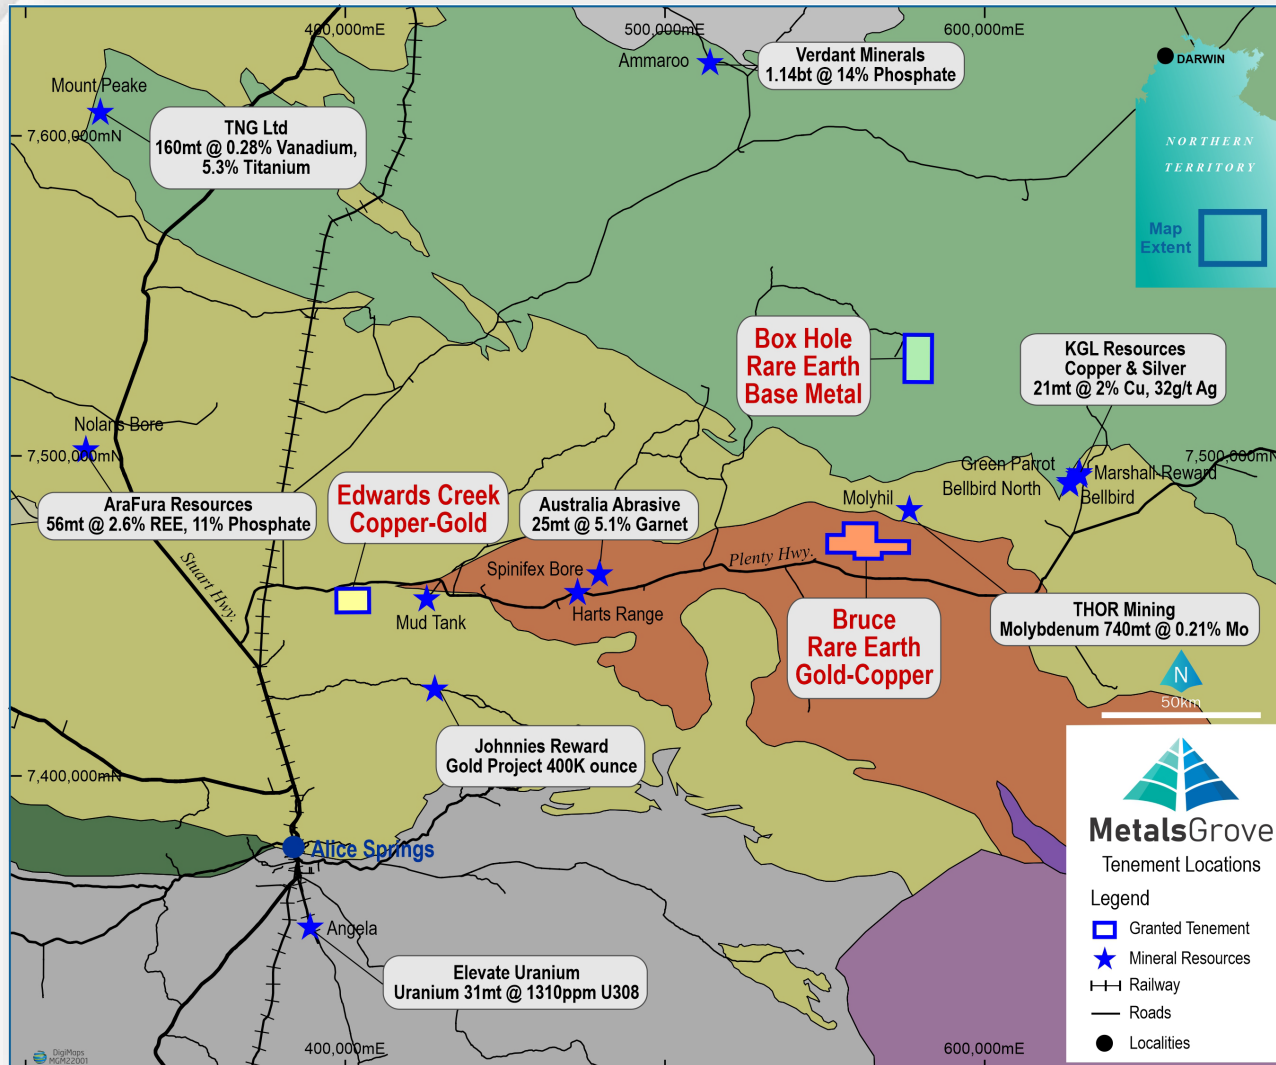 400,000mE
500,000mE
600,000mE
Ammaroo
Verdant Minerals
1.14bt @ 14% Phosphate
DARWIN
NORTHERN
TERRITORY
Map
Extent
Mount Peake
7,600,000mN
TNG Ltd
160mt @ 0.28% Vanadium,
5.3% Titanium
Box Hole
Rare Earth
Base Metal
KGL Resources
Copper & Silver
21mt @ 2% Cu, 32g/t Ag
Nolans Bore
7,500,000mN
7,500,000mN
Green Parrot
Marshall Reward
Bellbird North
Bellbird
Molyhil
AraFura Resources
56mt @ 2.6% REE, 11% Phosphate
Edwards Creek
Copper-Gold
Australia Abrasive
25mt @ 5.1% Garnet
Stuart Hwy.
Plenty Hwy.
Spinifex Bore
Harts Range
Mud Tank
Bruce
Rare Earth
Gold-Copper
THOR Mining
Molybdenum 740mt @ 0.21% Mo
N
50km
Johnnies Reward
Gold Project 400K ounce
7,400,000mN
Alice Springs
Angela
Elevate Uranium
Uranium 31mt @ 1310ppm U308
MetalsGrove
Tenement Locations
Legend
Granted Tenement
Mineral Resources
Railway
Roads
Localities
DigiMaps
MGM22001
400,000mE
600,000mE